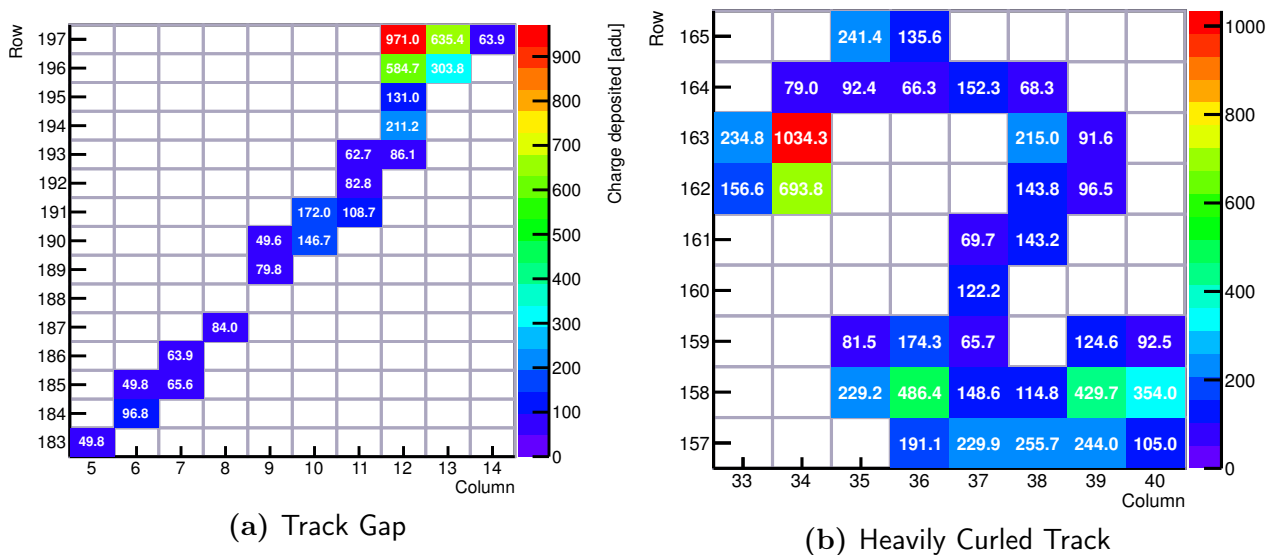 Row
197 971.0 635.4 63.9
196 584.7 303.8
195 131.0
194 211.2
193 62.7 86.1
192 82.8
191 172.0 108.7
190 49.6 146.7
189 79.8
188
187 84.0
186 63.9
185 49.8 65.6
184 96.8
183 49.8
5 6 7 8 9 10 11 12 13 14
Column
900
800
700
600
500
400
300
200
100
0
Charge deposited [adu]
(a) Track Gap
Row
165 241.4 135.6
164 79.0 92.4 66.3 152.3 68.3
163 234.8 1034.3 215.0 91.6
162 156.6 693.8 143.8 96.5
161 69.7 143.2
160 122.2
159 81.5 174.3 65.7 124.6 92.5
158 229.2 486.4 148.6 114.8 429.7 354.0
157 191.1 229.9 255.7 244.0 105.0
33 34 35 36 37 38 39 40
Column
1000
800
600
400
200
0
(b) Heavily Curled Track